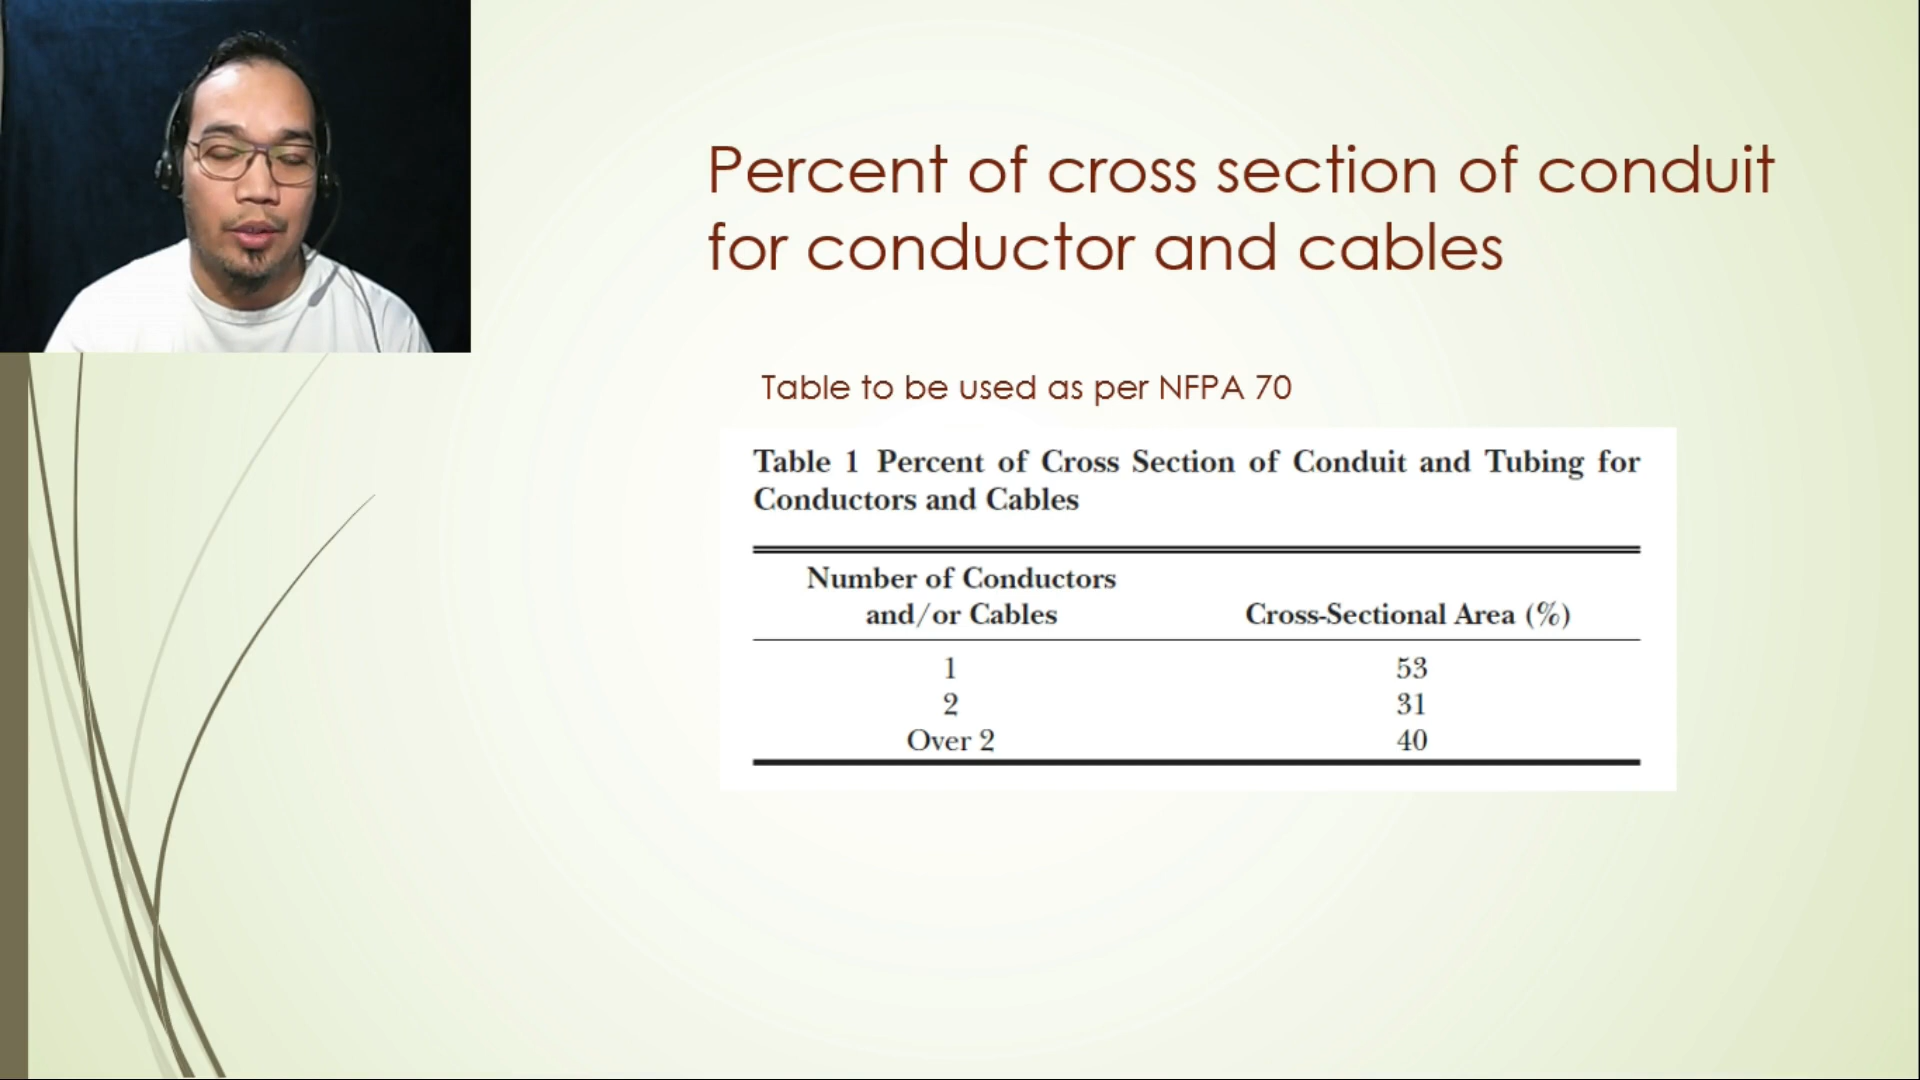 Percent of cross section of conduit
for conductor and cables
Table to be used as per NFPA 70
Table 1 Percent of Cross Section of Conduit and Tubing for
Conductors and Cables
Number of Conductors
and/or Cables Cross-Sectional Area (%)
1 53
2 31
Over 2 40